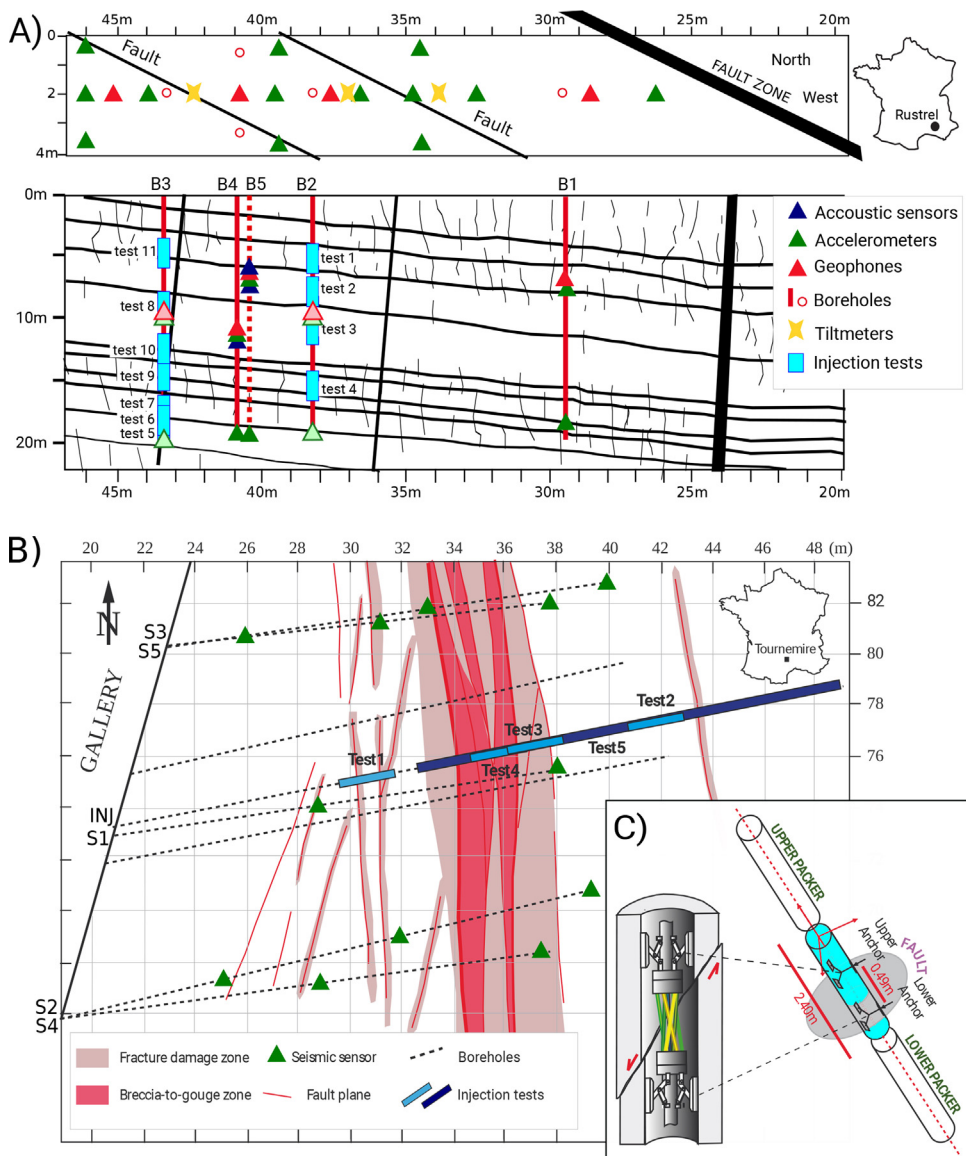 A)
45m 40m 35m 30m 25m 20m
0
2
4m
Fault
Fault
FAULT ZONE
North
West
Rustrel
B3 B4 B5 B2 B1
0m
10m
20m
test 11
test 8
test 10
test 9
test 7
test 6
test 5
test 1
test 2
test 3
test 4
45m 40m 35m 30m 25m 20m
Accoustic sensors
Accelerometers
Geophones
Boreholes
Tiltmeters
Injection tests
B)
20 22 24 26 28 30 32 34 36 38 40 42 44 46 48 (m)
N
82
80
78
76
S3
S5
GALLERY
INJ
S1
S2
S4
Tournemire
Test1
Test2
Test3
Test4
Test5
Fracture damage zone
Seismic sensor
Boreholes
Breccia-to-gouge zone
Fault plane
Injection tests
C)
UPPER PACKER
Upper
Anchor
FAULT
0.49m
Lower
Anchor
2.40m
LOWER PACKER